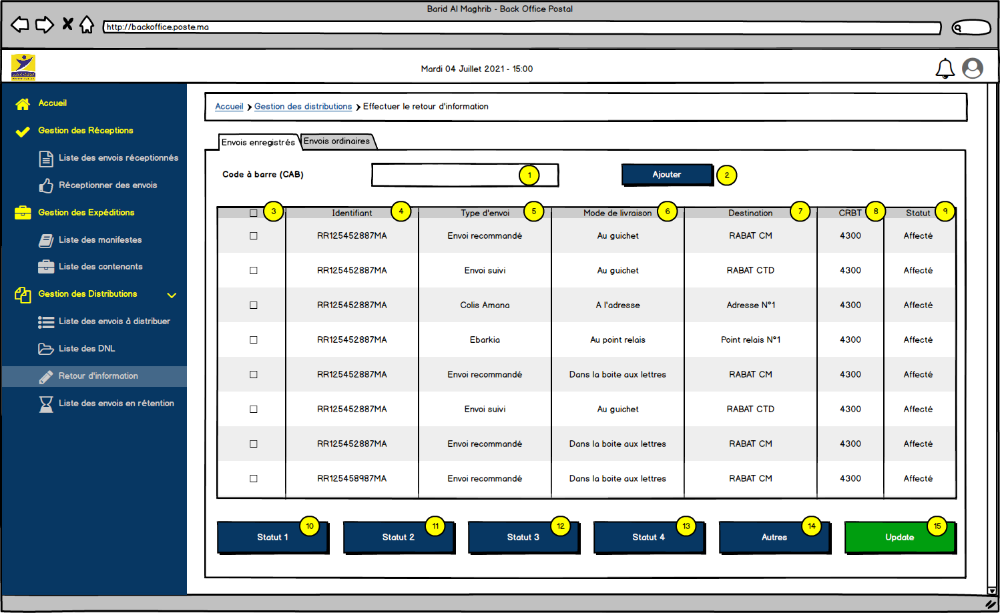 Barid Al Maghrib - Back Office Postal
http://backoffice.poste.ma
Mardi 04 Juillet 2021 - 15:00
Accueil
Gestion des Réceptions
Liste des envois réceptionnés
Réceptionner des envois
Gestion des Expéditions
Liste des manifestes
Liste des contenants
Gestion des Distributions
Liste des envois à distribuer
Liste des DNL
Retour d'information
Liste des envois en rétention
Accueil > Gestion des distributions > Effectuer le retour d'information
Envois enregistrés Envois ordinaires
Code à barre (CAB) 1 Ajouter 2
3 Identifiant 4 Type d'envoi 5 Mode de livraison 6 Destination 7 CRBT 8 Statut 9
RR125452887MA Envoi recommandé Au guichet RABAT CM 4300 Affecté
RR125452887MA Envoi suivi Au guichet RABAT CTD 4300 Affecté
RR125452887MA Colis Amana A l'adresse Adresse N°1 4300 Affecté
RR125452887MA Ebarkia Au point relais Point relais N°1 4300 Affecté
RR125452887MA Envoi recommandé Dans la boite aux lettres RABAT CM 4300 Affecté
RR125452887MA Envoi suivi Au guichet RABAT CTD 4300 Affecté
RR125452887MA Envoi recommandé Dans la boite aux lettres RABAT CM 4300 Affecté
RR125458987MA Envoi recommandé Dans la boite aux lettres RABAT CM 4300 Affecté
Statut 1 10 Statut 2 11 Statut 3 12 Statut 4 13 Autres 14 Update 15